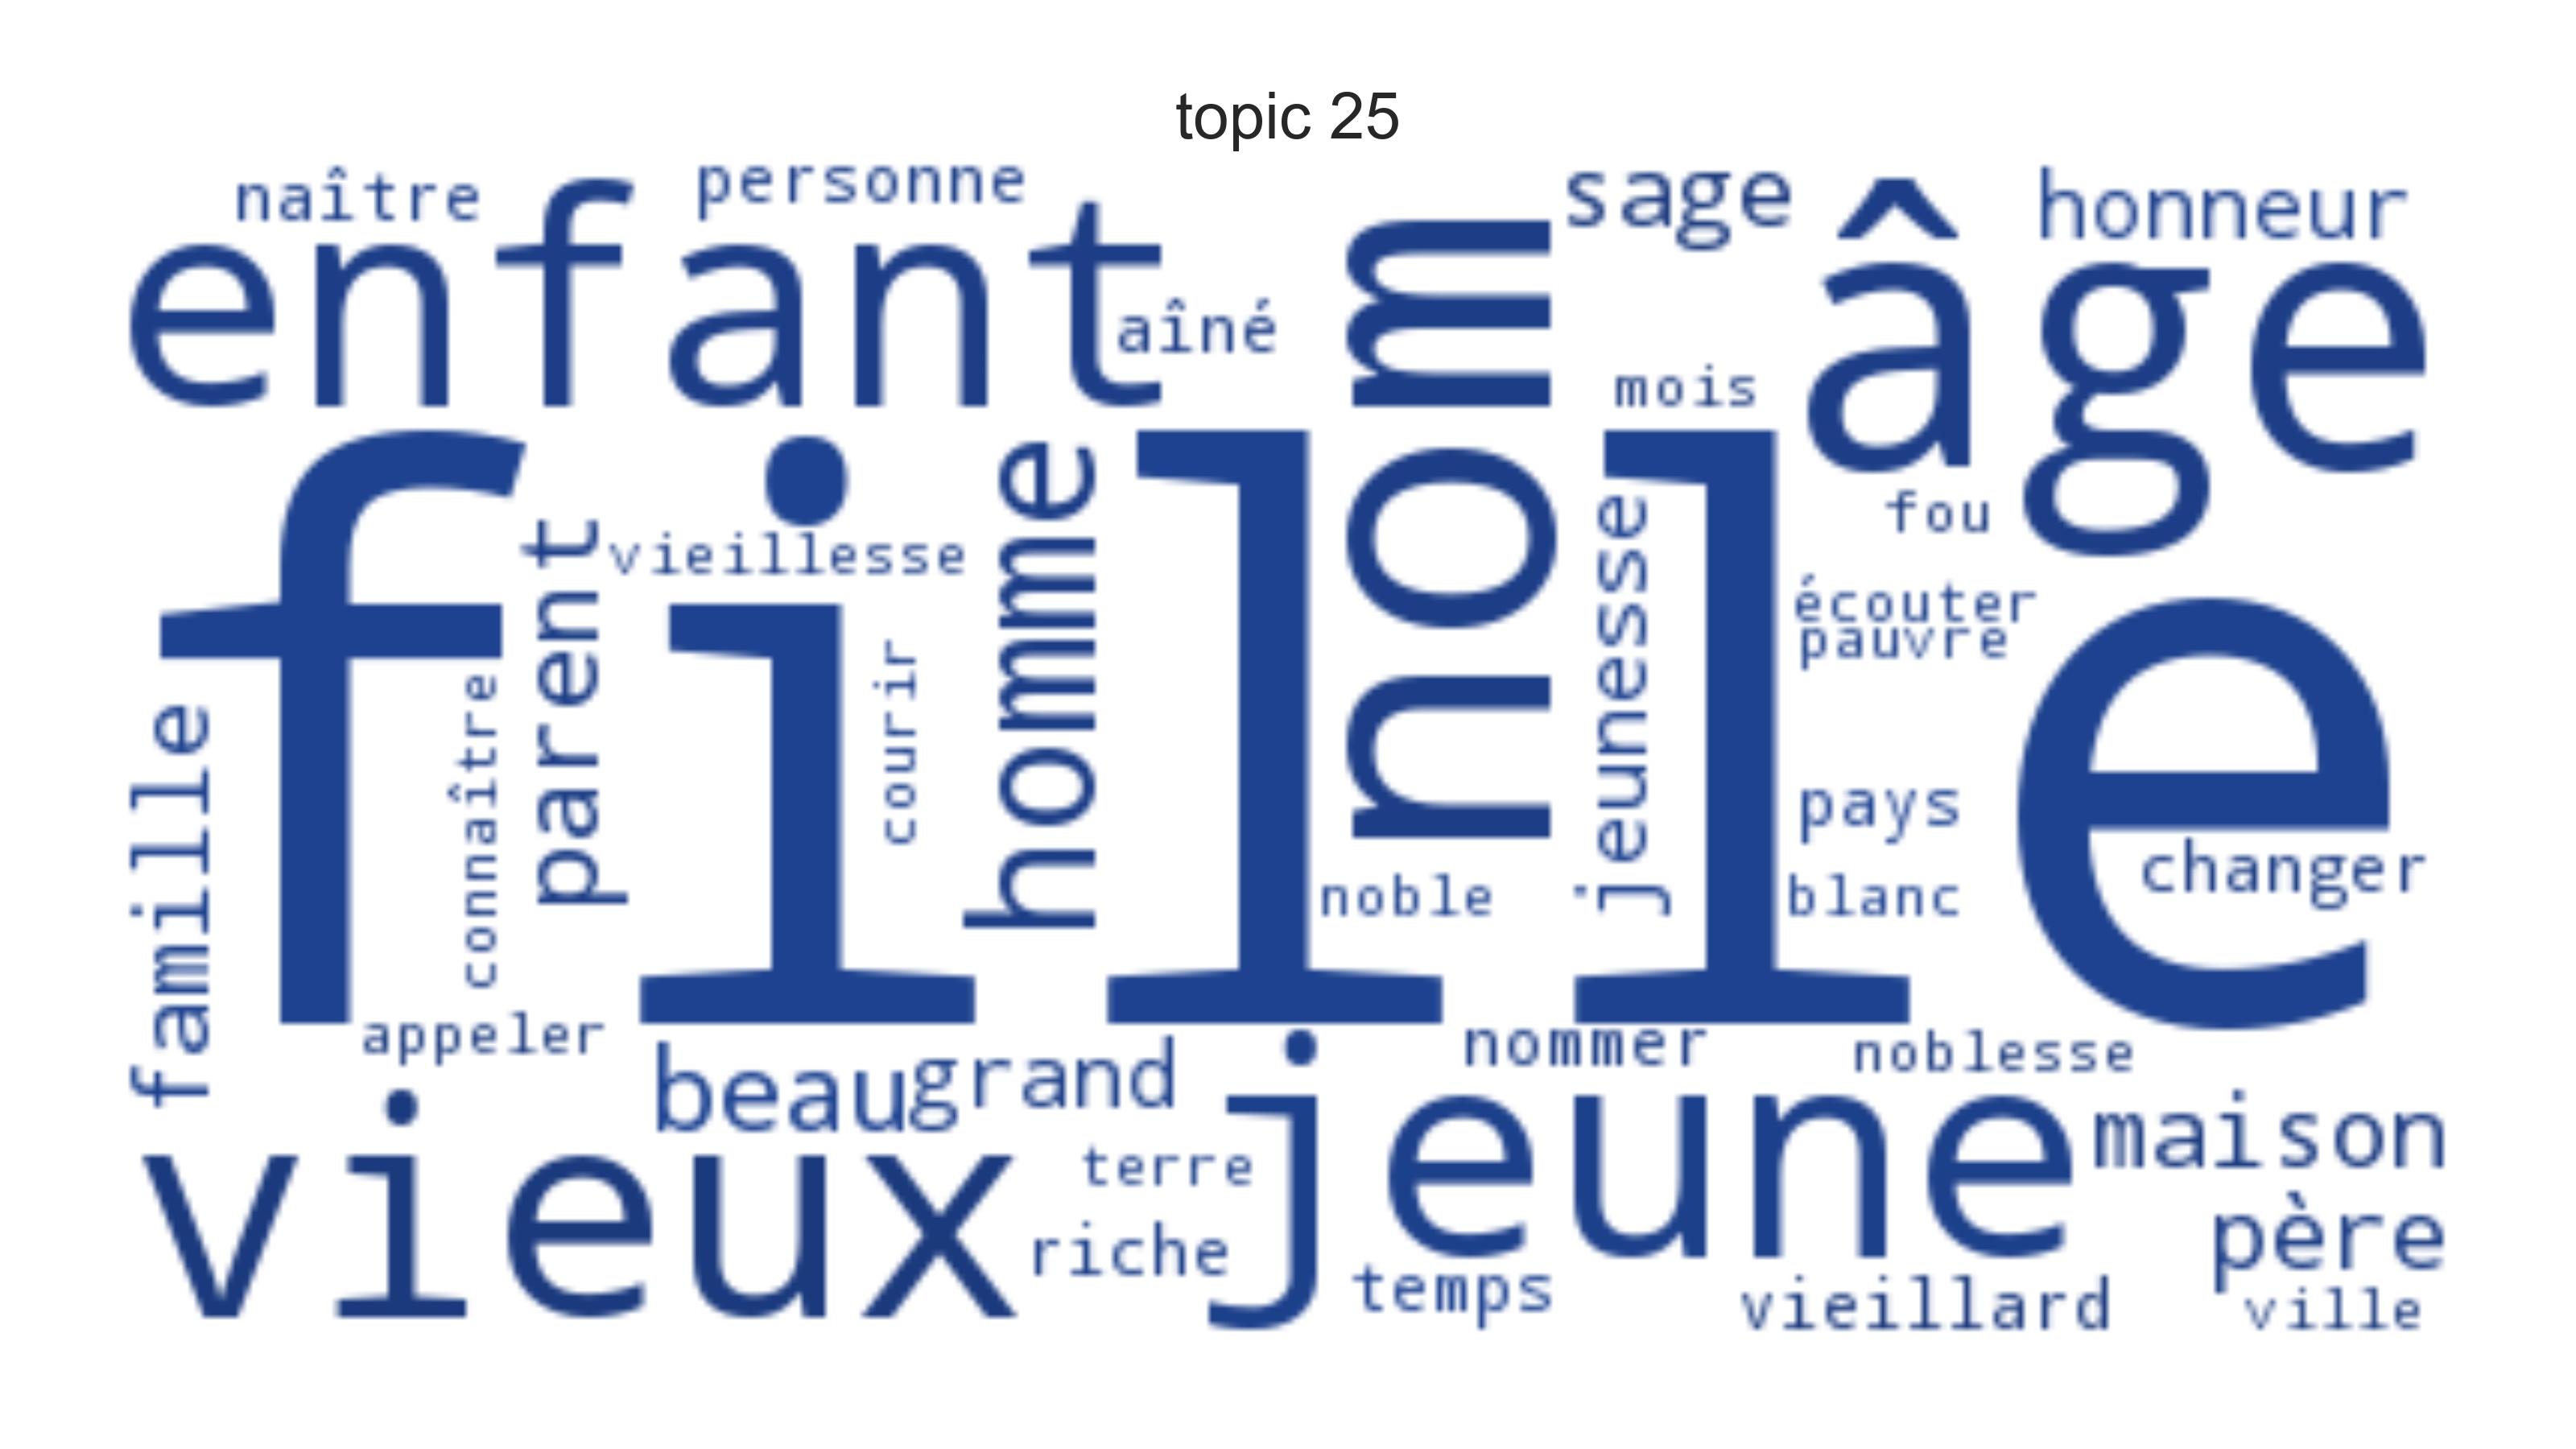 topic 25
naître
personne
sage
honneur
enfant
aîné
nom
mois
âge
fille
parent
vieillesse
homme
jeunesse
fou
écouter
pauvre
famille
connaître
courir
pays
noble
blanc
changer
appeler
beau
grand
nommer
noblesse
vieux
terre
riche
jeune
maison
père
temps
vieillard
ville